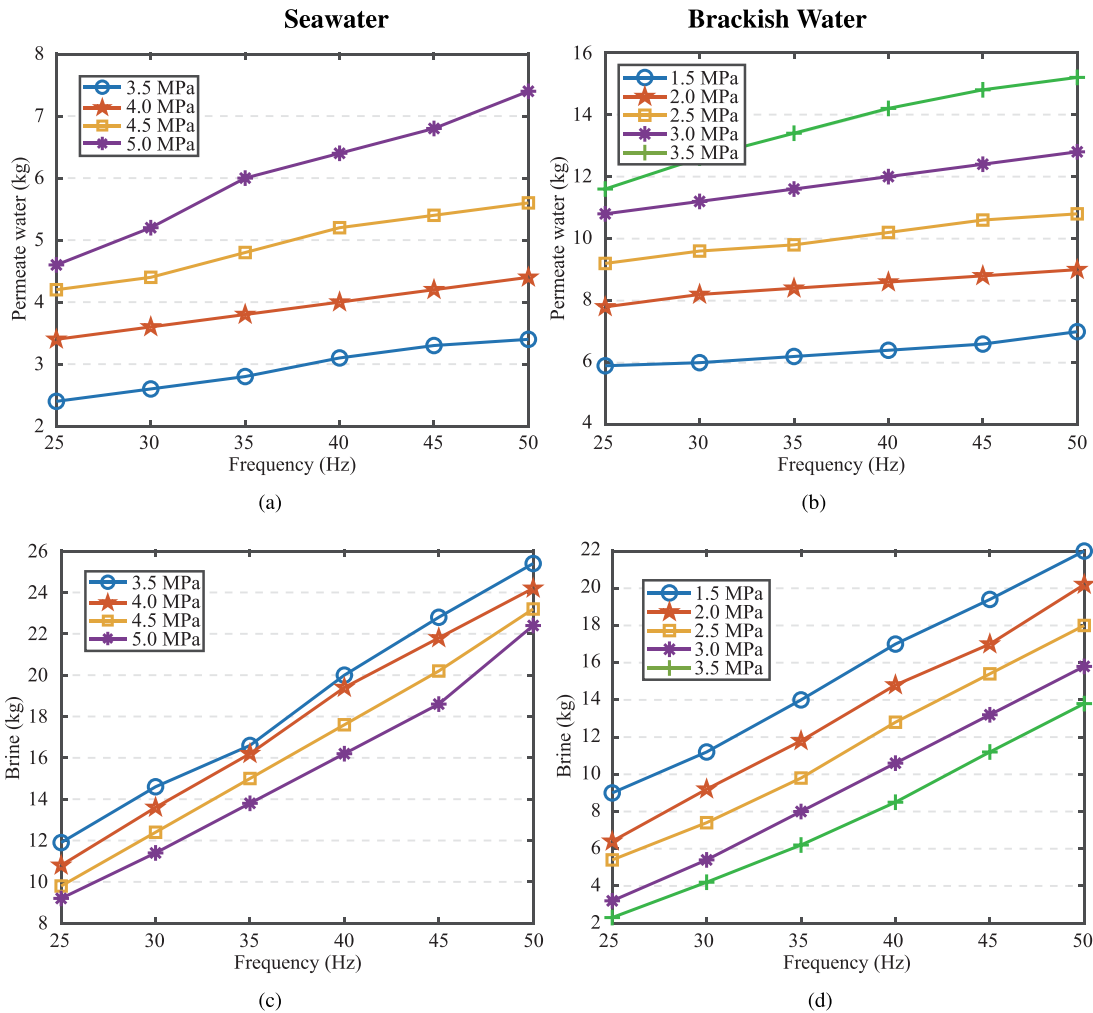 Seawater
Brackish Water
8
7
6
5
4
3
2
Permeate water (kg)
3.5 MPa
4.0 MPa
4.5 MPa
5.0 MPa
25 30 35 40 45 50
Frequency (Hz)
(a)
16
14
12
10
8
6
4
Permeate water (kg)
1.5 MPa
2.0 MPa
2.5 MPa
3.0 MPa
3.5 MPa
25 30 35 40 45 50
Frequency (Hz)
(b)
26
24
22
20
18
16
14
12
10
8
Brine (kg)
3.5 MPa
4.0 MPa
4.5 MPa
5.0 MPa
25 30 35 40 45 50
Frequency (Hz)
(c)
22
20
18
16
14
12
10
8
6
4
2
Brine (kg)
1.5 MPa
2.0 MPa
2.5 MPa
3.0 MPa
3.5 MPa
25 30 35 40 45 50
Frequency (Hz)
(d)